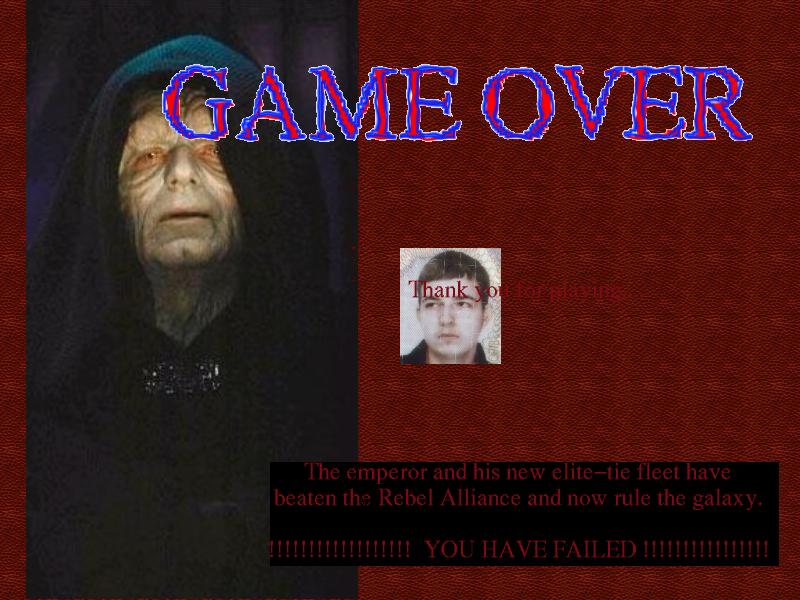 GAME OVER
Thank you for playing
The emperor and his new elite-tie fleet have
beaten the Rebel Alliance and now rule the galaxy.
!!!!!!!!!!!!!!!!!! YOU HAVE FAILED !!!!!!!!!!!!!!!!